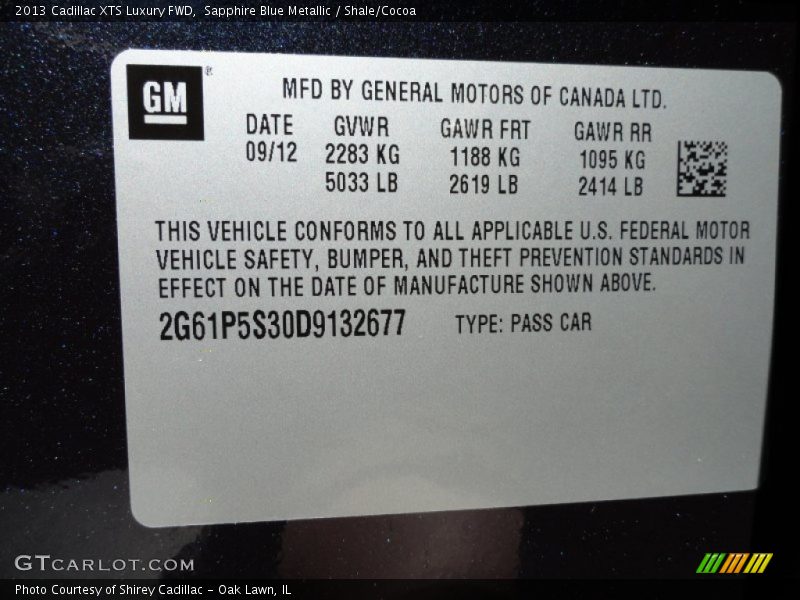 2013 Cadillac XTS Luxury FWD,  Sapphire Blue Metallic / Shale/Cocoa
GM®
MFD BY GENERAL MOTORS OF CANADA LTD.
DATE GVWR GAWR FRT GAWR RR
09/12 2283 KG 1188 KG 1095 KG
5033 LB 2619 LB 2414 LB
THIS VEHICLE CONFORMS TO ALL APPLICABLE U.S. FEDERAL MOTOR
VEHICLE SAFETY, BUMPER, AND THEFT PREVENTION STANDARDS IN
EFFECT ON THE DATE OF MANUFACTURE SHOWN ABOVE.
2G61P5S30D9132677 TYPE: PASS CAR
GTCARLOT.COM
Photo Courtesy of Shirey Cadillac - Oak Lawn, IL